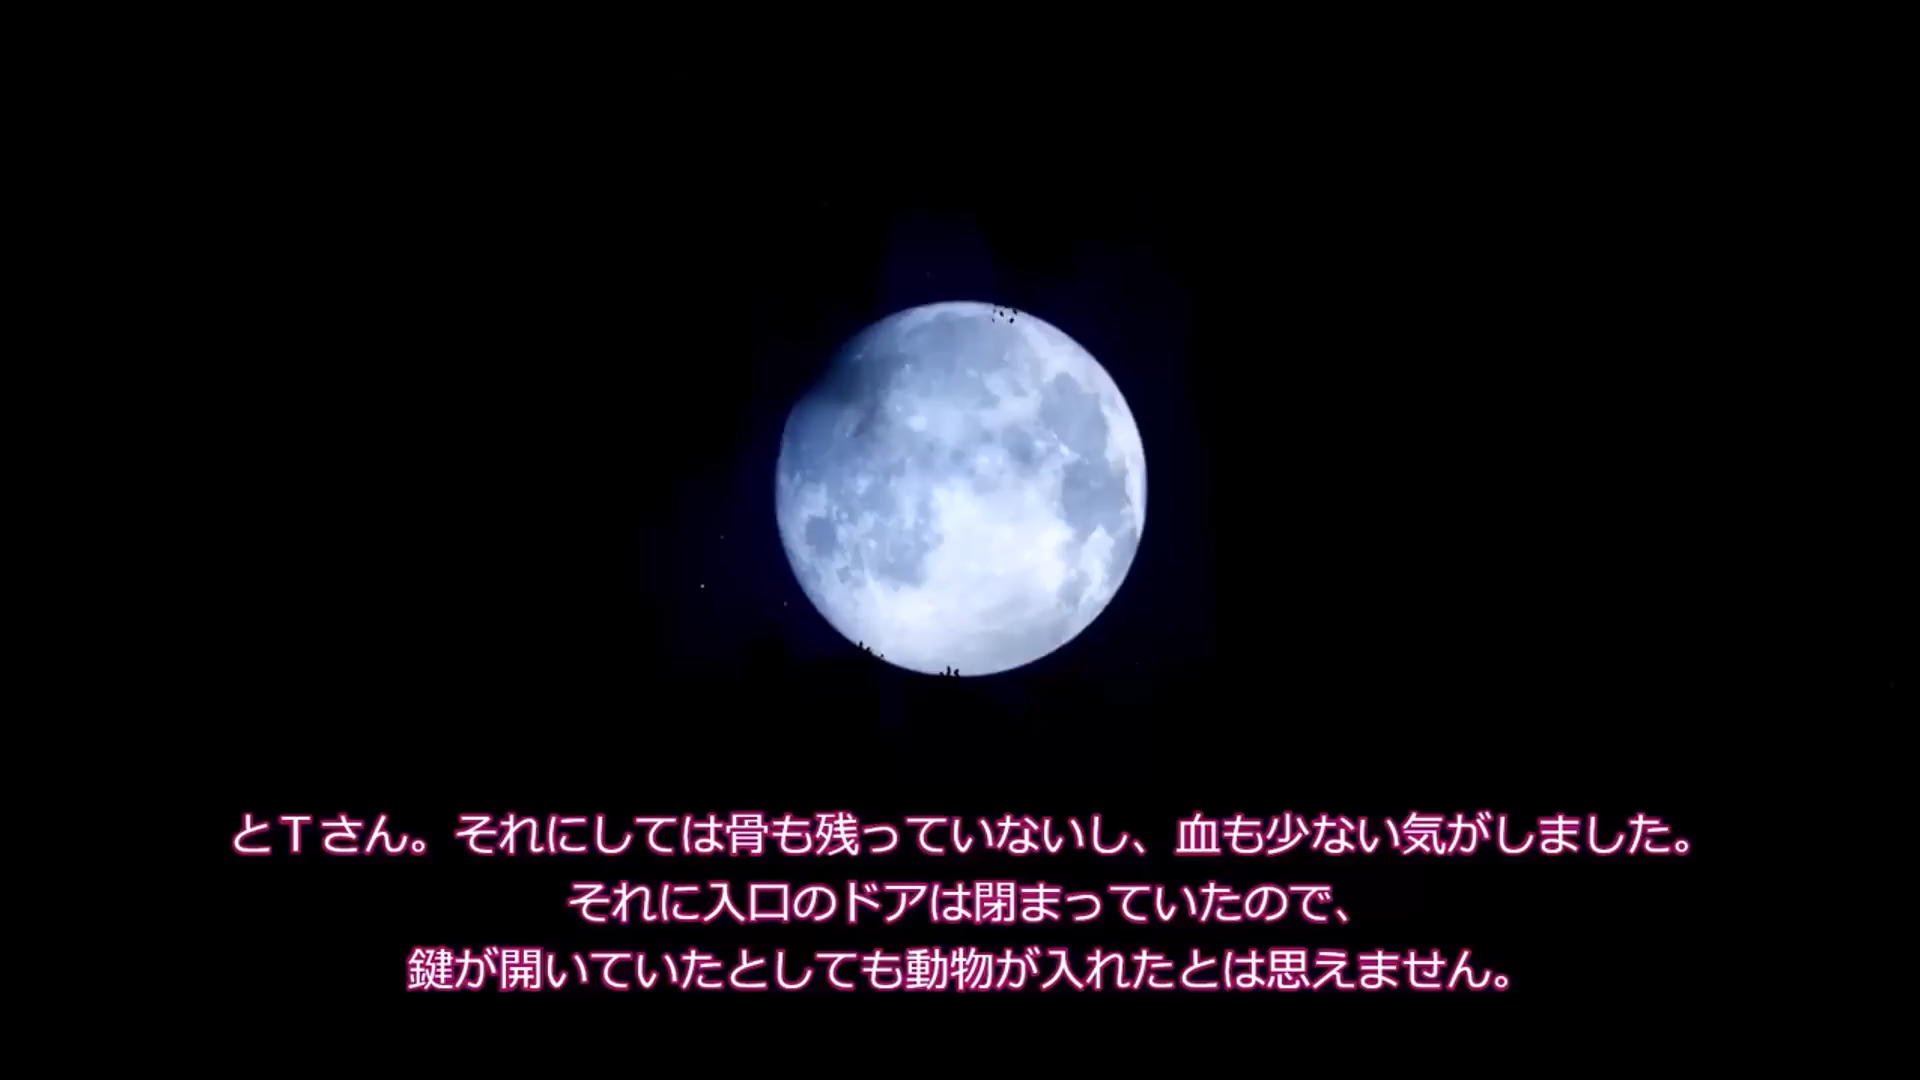 とＴさん。それにしては骨も残っていないし、血も少ない気がしました。
それに入口のドアは閉まっていたので、
鍵が開いていたとしても動物が入れたとは思えません。